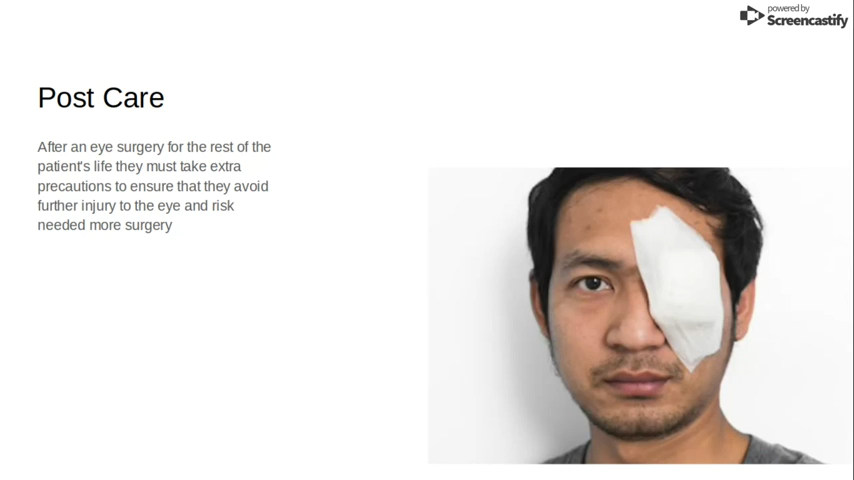 powered by
Screencastify
Post Care
After an eye surgery for the rest of the
patient's life they must take extra
precautions to ensure that they avoid
further injury to the eye and risk
needed more surgery